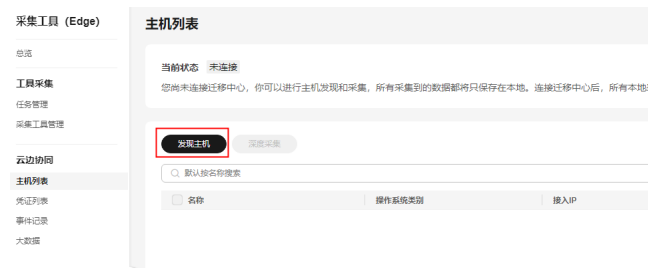 采集工具（Edge）
总览
工具采集
任务管理
采集工具管理
云边协同
主机列表
凭证列表
事件记录
大数据
主机列表
当前状态 未连接
您尚未连接迁移中心，你可以进行主机发现和采集，所有采集到的数据都将只保存在本地。连接迁移中心后，所有本地
发现主机 深度采集
默认按名称搜索
名称 操作系统类别 接入IP